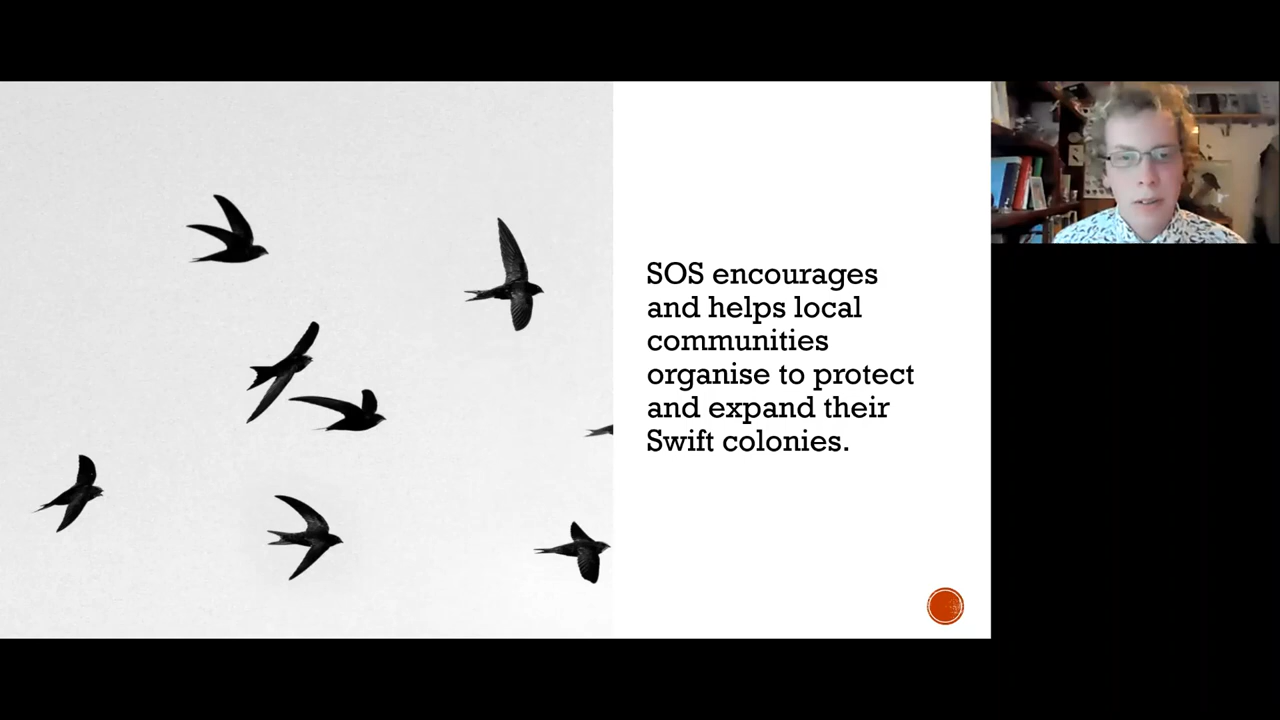 SOS encourages
and helps local
communities
organise to protect
and expand their
Swift colonies.